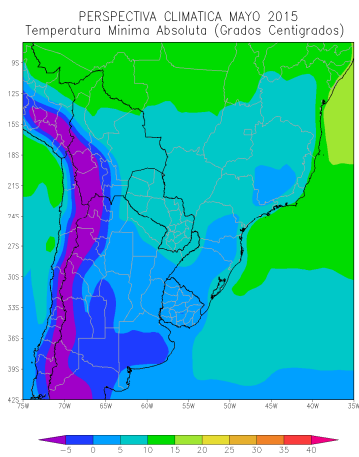 PERSPECTIVA CLIMATICA MAYO 2015
Temperatura Mínima Absoluta (Grados Centigrados)
9S
12S
15S
18S
21S
24S
27S
30S
33S
36S
39S
42S
75W 70W 65W 60W 55W 50W 45W 40W 35W
-5 0 5 10 15 20 25 30 35 40